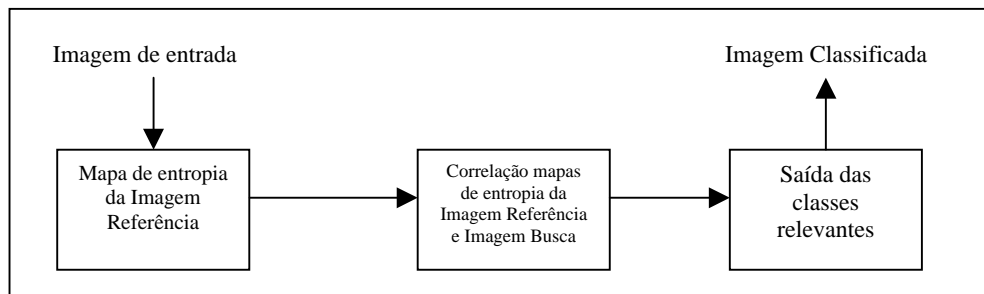 Imagem de entrada
Imagem Classificada
Mapa de entropia
da Imagem
Referência
Correlação mapas
de entropia da
Imagem Referência
e Imagem Busca
Saída das
classes
relevantes